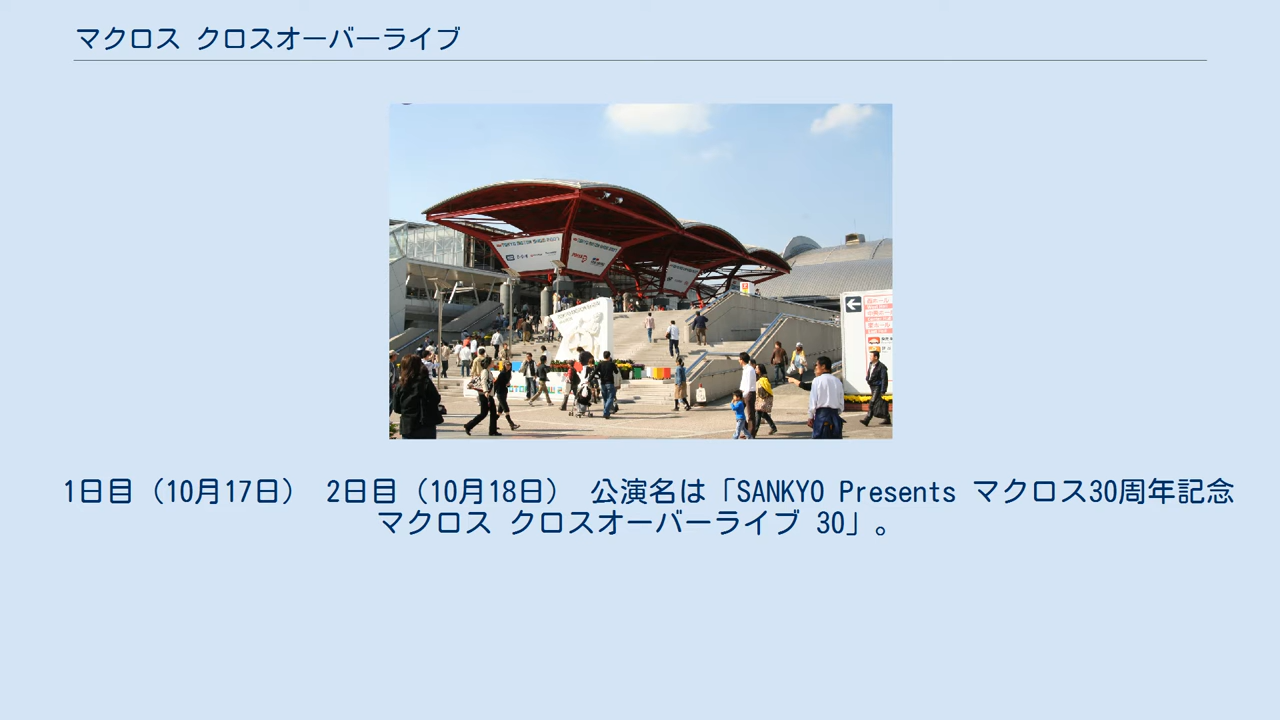 マクロス クロスオーバーライブ
1日目（10月17日） 2日目（10月18日） 公演名は「SANKYO Presents マクロス30周年記念
マクロス クロスオーバーライブ 30」。